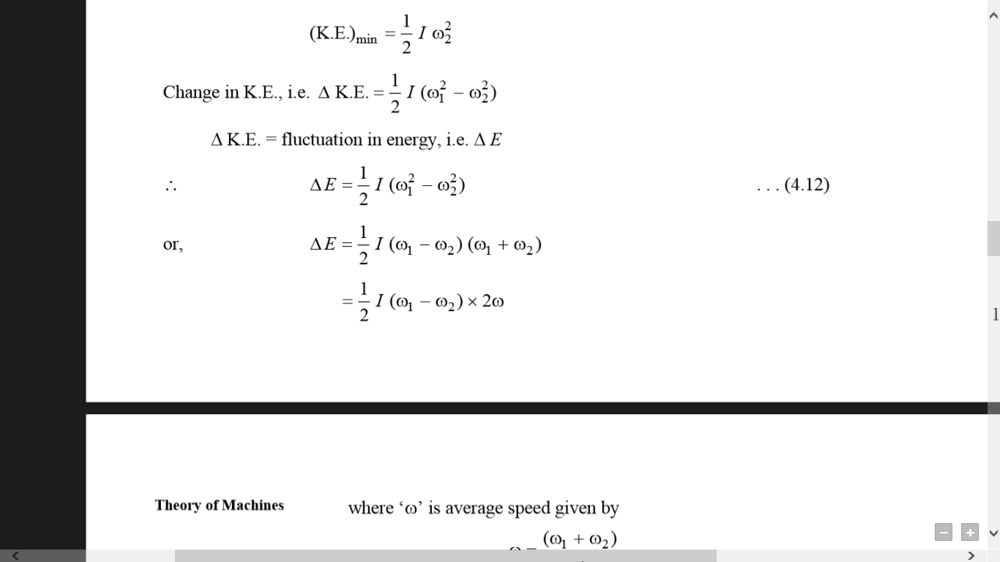 (K.E.)min = 1/2 I ω₂²
Change in K.E., i.e. Δ K.E. = 1/2 I (ω₁² − ω₂²)
Δ K.E. = fluctuation in energy, i.e. Δ E
∴ ΔE = 1/2 I (ω₁² − ω₂²) . . . (4.12)
or, ΔE = 1/2 I (ω₁ − ω₂) (ω₁ + ω₂)
= 1/2 I (ω₁ − ω₂) × 2ω
1
Theory of Machines where ‘ω’ is average speed given by
ω = (ω₁ + ω₂)